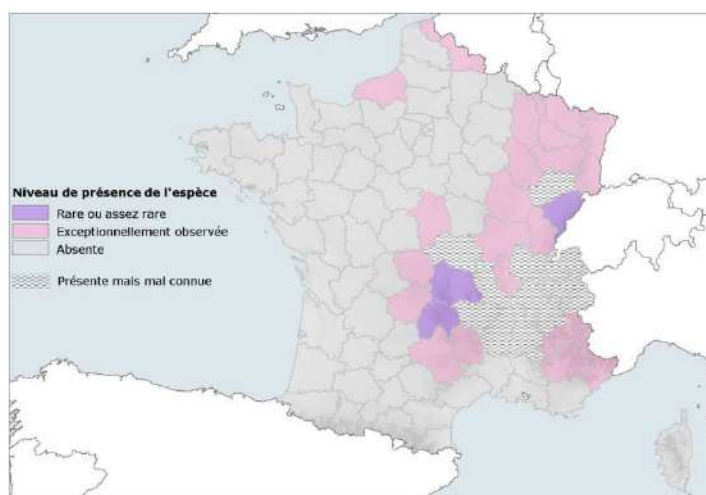 Niveau de présence de l'espèce
Rare ou assez rare
Exceptionnellement observée
Absente
Présente mais mal connue